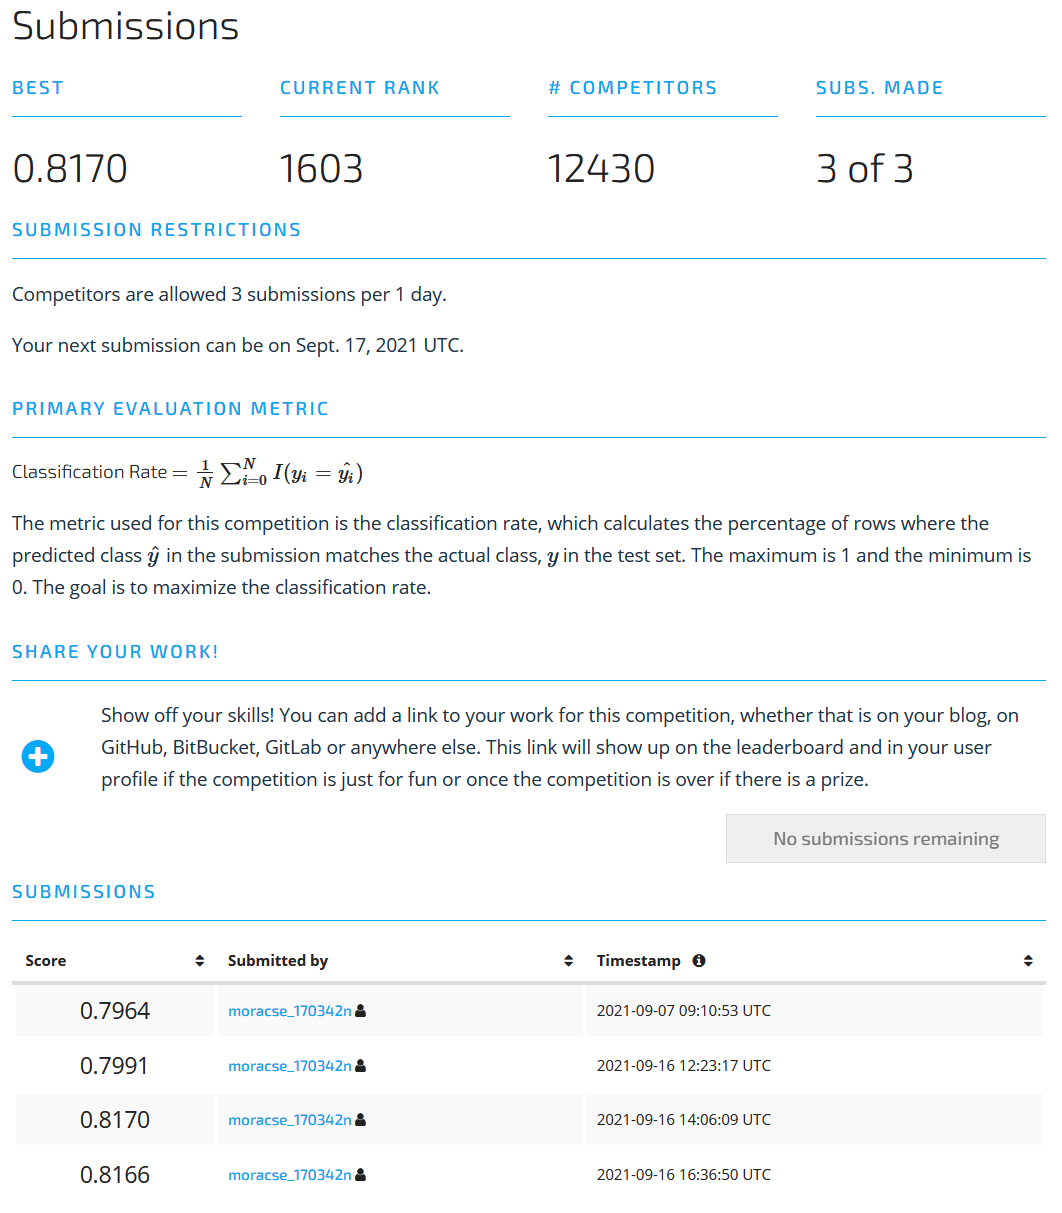 Submissions
BEST CURRENT RANK # COMPETITORS SUBS. MADE
0.8170 1603 12430 3 of 3
SUBMISSION RESTRICTIONS
Competitors are allowed 3 submissions per 1 day.
Your next submission can be on Sept. 17, 2021 UTC.
PRIMARY EVALUATION METRIC
Classification Rate = 1/N ∑_{i=0}^{N} I(y_i = ŷ_i)
The metric used for this competition is the classification rate, which calculates the percentage of rows where the
predicted class ŷ in the submission matches the actual class, y in the test set. The maximum is 1 and the minimum is
0. The goal is to maximize the classification rate.
SHARE YOUR WORK!
Show off your skills! You can add a link to your work for this competition, whether that is on your blog, on
GitHub, BitBucket, GitLab or anywhere else. This link will show up on the leaderboard and in your user
profile if the competition is just for fun or once the competition is over if there is a prize.
No submissions remaining
SUBMISSIONS
Score Submitted by Timestamp
0.7964 moracse_170342n 2021-09-07 09:10:53 UTC
0.7991 moracse_170342n 2021-09-16 12:23:17 UTC
0.8170 moracse_170342n 2021-09-16 14:06:09 UTC
0.8166 moracse_170342n 2021-09-16 16:36:50 UTC